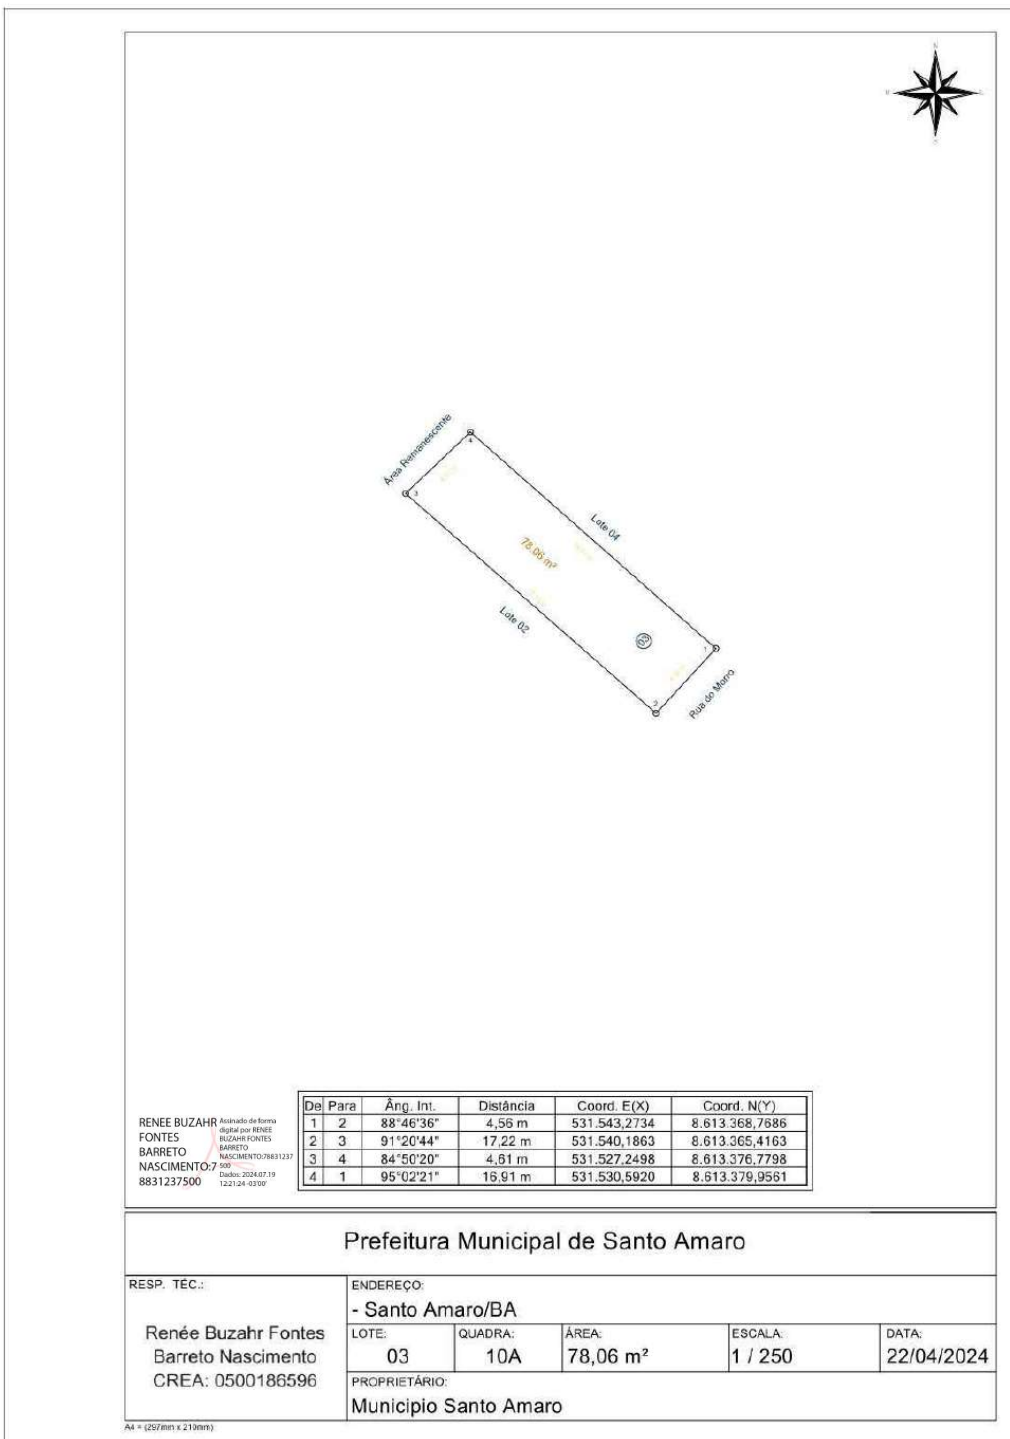 N
Área Remanescente
4
3
Lote 04
78,06 m²
Lote 02
03
1
2
Rua do Morro
RENEE BUZAHR
FONTES
BARRETO
NASCIMENTO:7
8831237500
Assinado de forma
digital por RENEE
BUZAHR FONTES
BARRETO
NASCIMENTO:78831237
500
Dados: 2024.07.19
12:21:24 -03'00'
De Para Âng. Int. Distância Coord. E(X) Coord. N(Y)
1 2 88°46'36" 4,56 m 531.543,2734 8.613.368,7686
2 3 91°20'44" 17,22 m 531.540,1863 8.613.365,4163
3 4 84°50'20" 4,61 m 531.527,2498 8.613.376,7798
4 1 95°02'21" 16,91 m 531.530,5920 8.613.379,9561
Prefeitura Municipal de Santo Amaro
RESP. TÉC.:
Renée Buzahr Fontes
Barreto Nascimento
CREA: 0500186596
ENDEREÇO:
- Santo Amaro/BA
LOTE: QUADRA: ÁREA: ESCALA: DATA:
03 10A 78,06 m² 1 / 250 22/04/2024
PROPRIETÁRIO:
Municipio Santo Amaro
A4 = (297mm x 210mm)